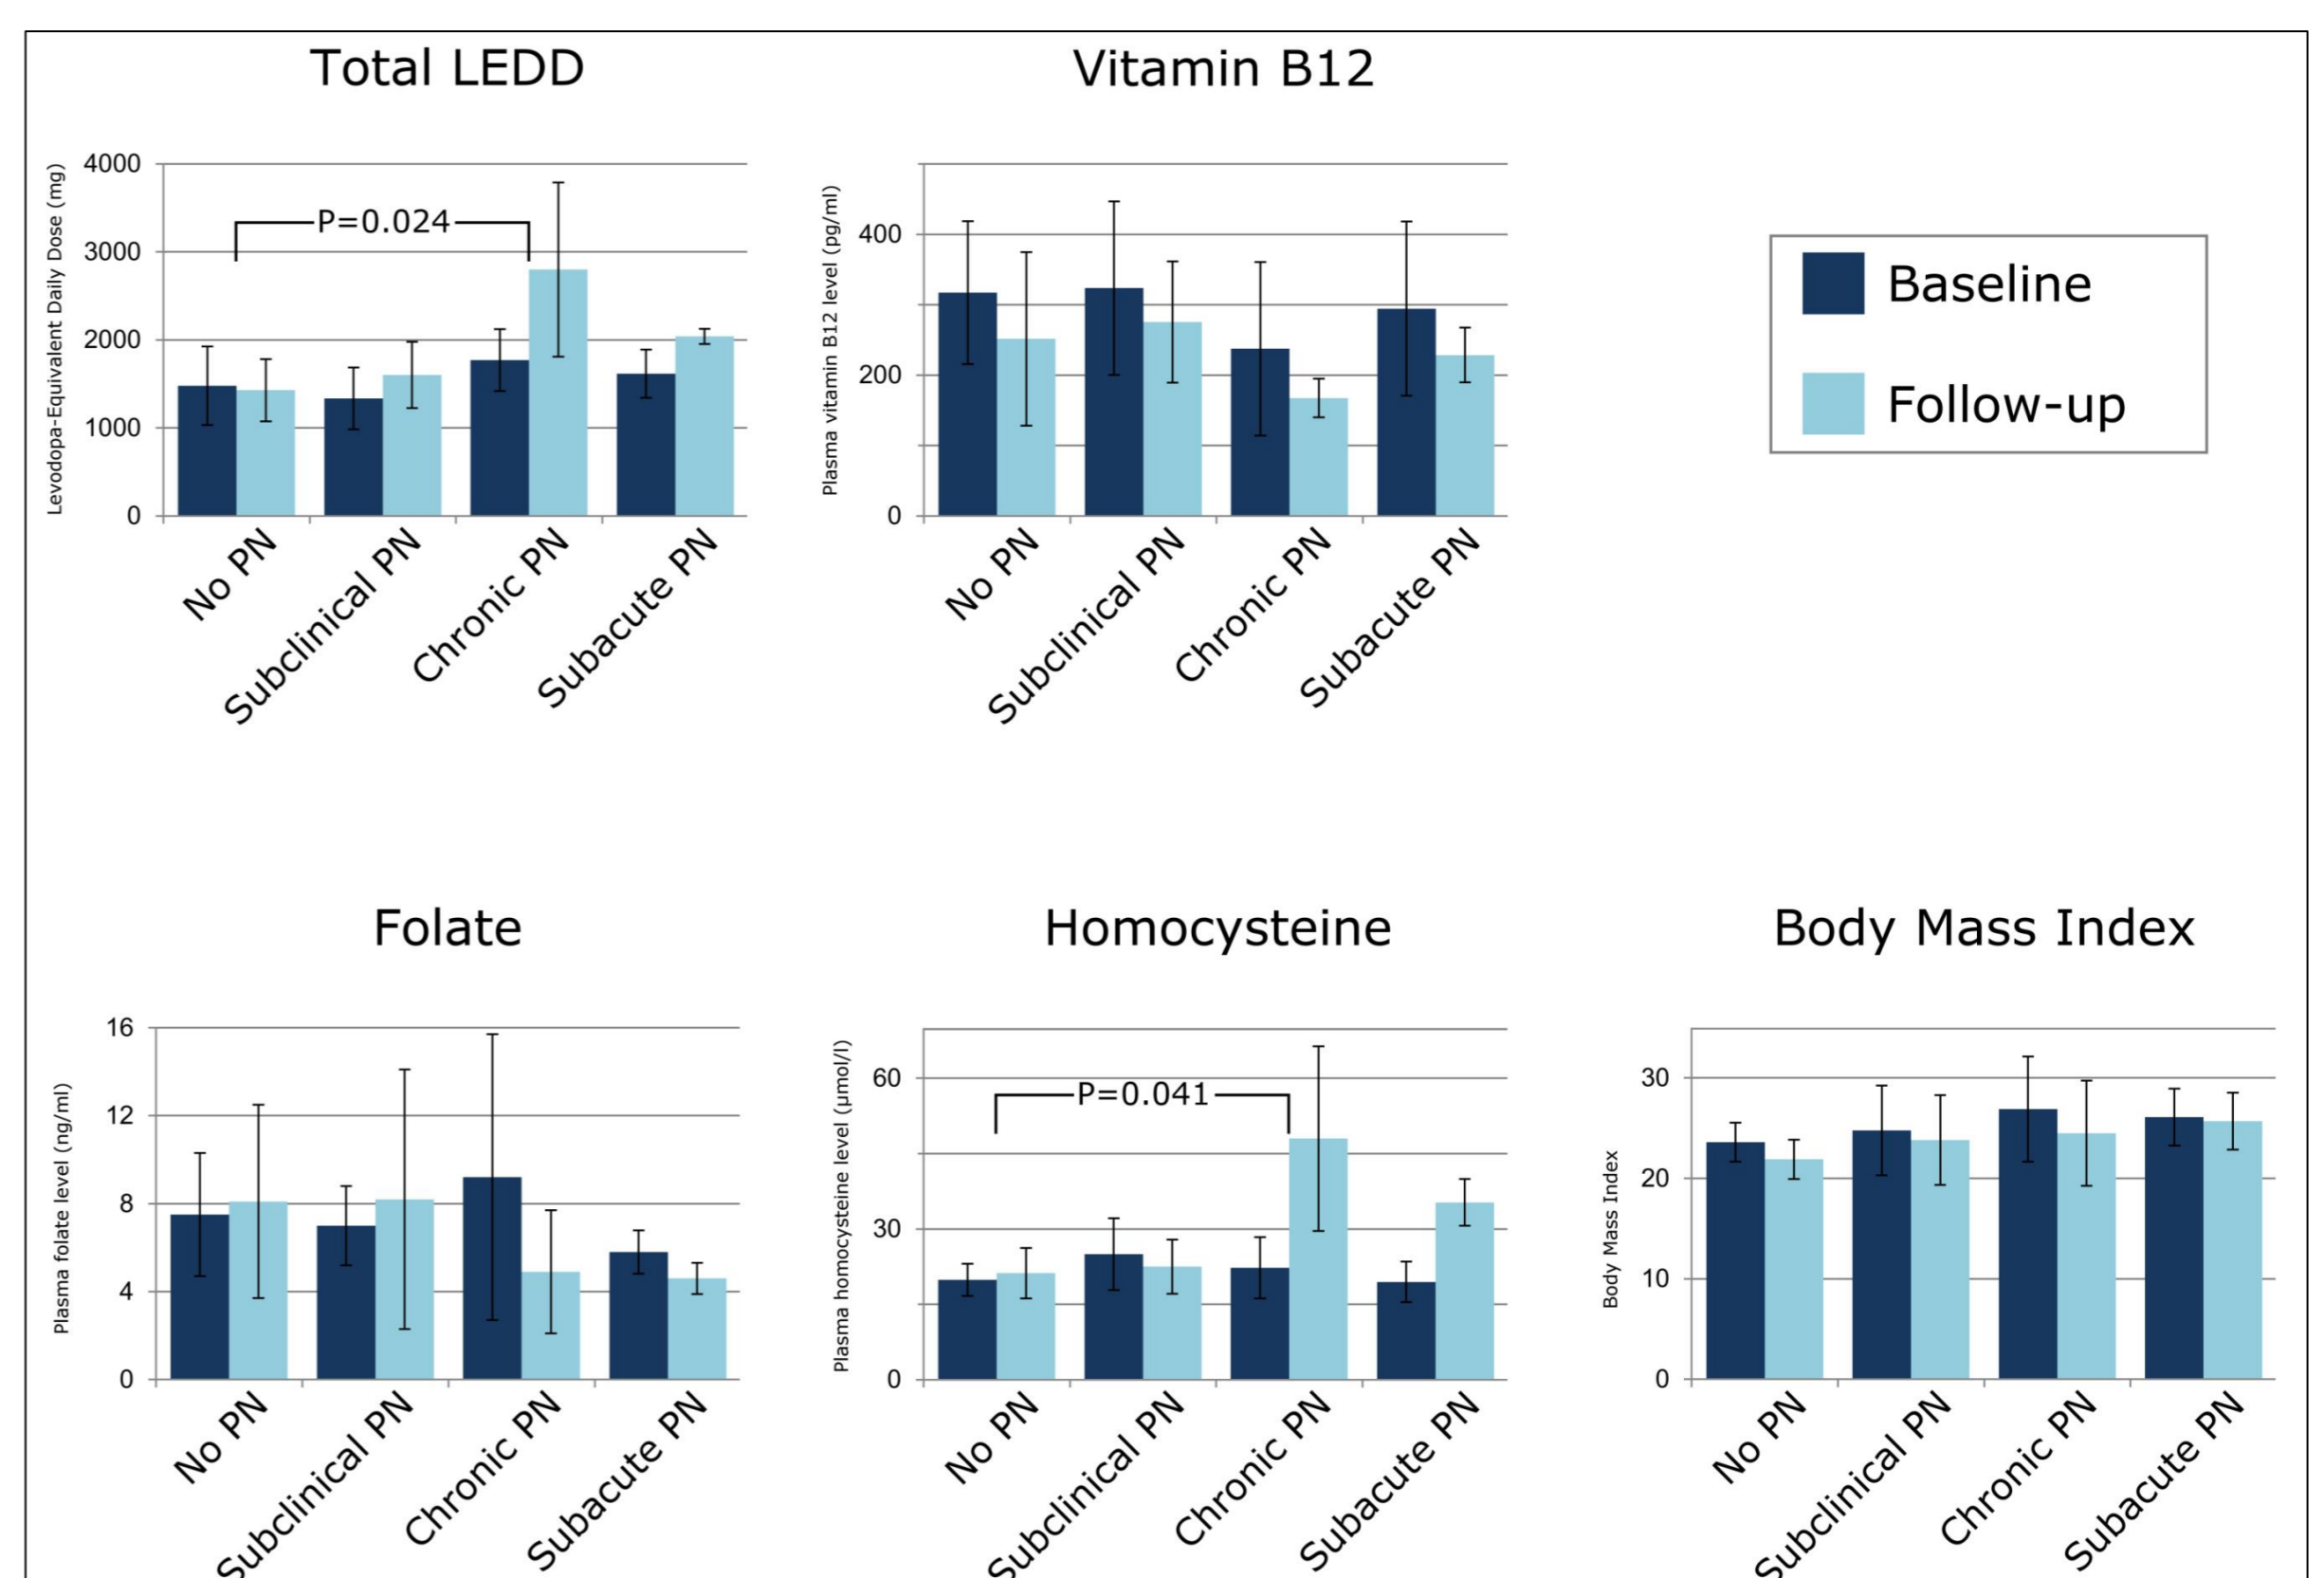 Total LEDD
Levodopa-Equivalent Daily Dose (mg)
4000
3000
2000
1000
0
P=0.024
No PN
Subclinical PN
Chronic PN
Subacute PN
Vitamin B12
Plasma vitamin B12 level (pg/ml)
400
200
0
No PN
Subclinical PN
Chronic PN
Subacute PN
Baseline
Follow-up
Folate
Plasma folate level (ng/ml)
16
12
8
4
0
No PN
Subclinical PN
Chronic PN
Subacute PN
Homocysteine
Plasma homocysteine level (μmol/l)
60
30
0
P=0.041
No PN
Subclinical PN
Chronic PN
Subacute PN
Body Mass Index
Body Mass Index
30
20
10
0
No PN
Subclinical PN
Chronic PN
Subacute PN